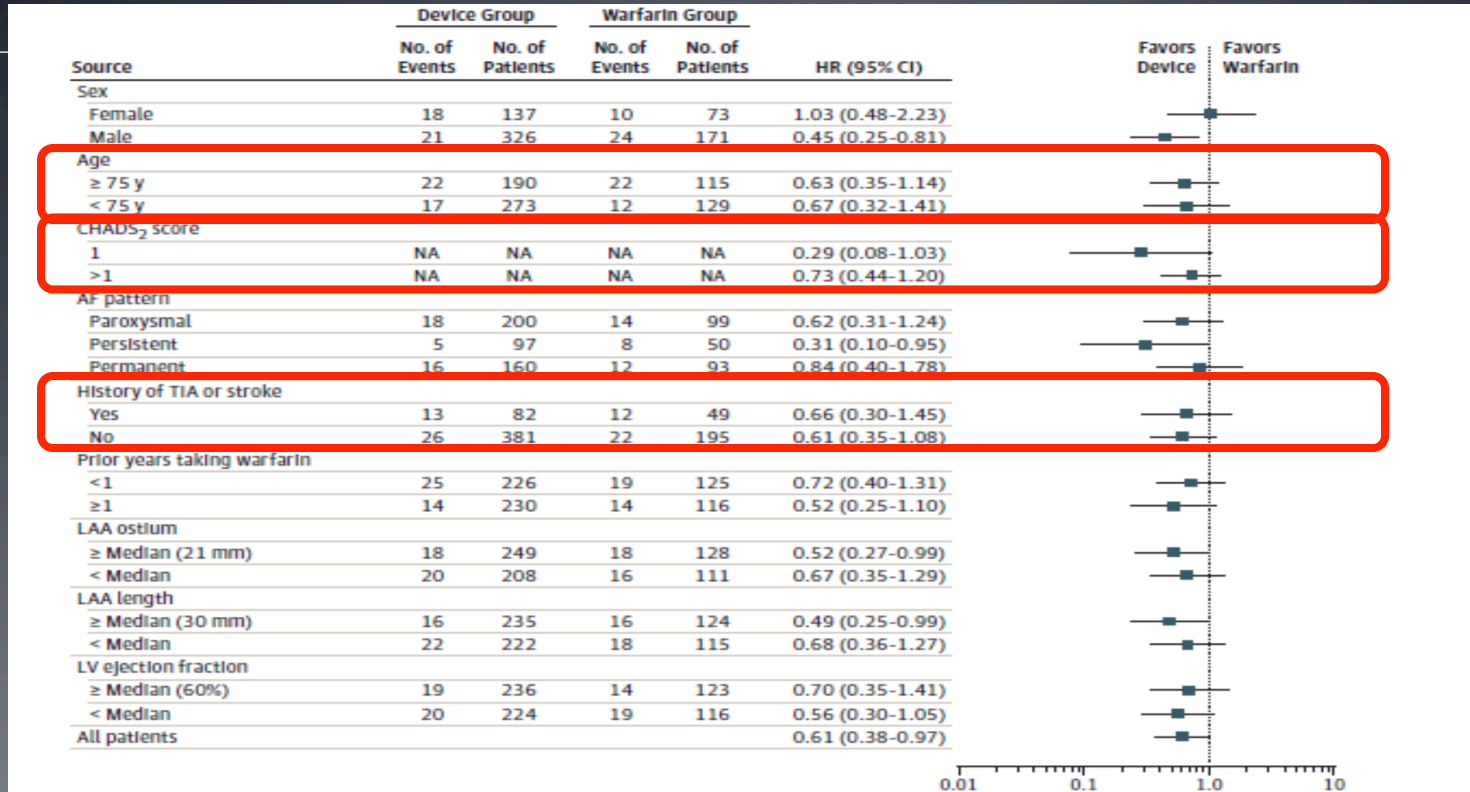 Device Group Warfarin Group
No. of No. of No. of No. of Favors Favors
Source Events Patients Events Patients HR (95% CI) Device Warfarin
Sex
Female 18 137 10 73 1.03 (0.48-2.23)
Male 21 326 24 171 0.45 (0.25-0.81)
Age
≥ 75 y 22 190 22 115 0.63 (0.35-1.14)
< 75 y 17 273 12 129 0.67 (0.32-1.41)
CHADS₂ score
1 NA NA NA NA 0.29 (0.08-1.03)
>1 NA NA NA NA 0.73 (0.44-1.20)
AF pattern
Paroxysmal 18 200 14 99 0.62 (0.31-1.24)
Persistent 5 97 8 50 0.31 (0.10-0.95)
Permanent 16 160 12 93 0.84 (0.40-1.78)
History of TIA or stroke
Yes 13 82 12 49 0.66 (0.30-1.45)
No 26 381 22 195 0.61 (0.35-1.08)
Prior years taking warfarin
<1 25 226 19 125 0.72 (0.40-1.31)
≥1 14 230 14 116 0.52 (0.25-1.10)
LAA ostium
≥ Median (21 mm) 18 249 18 128 0.52 (0.27-0.99)
< Median 20 208 16 111 0.67 (0.35-1.29)
LAA length
≥ Median (30 mm) 16 235 16 124 0.49 (0.25-0.99)
< Median 22 222 18 115 0.68 (0.36-1.27)
LV ejection fraction
≥ Median (60%) 19 236 14 123 0.70 (0.35-1.41)
< Median 20 224 19 116 0.56 (0.30-1.05)
All patients 0.61 (0.38-0.97)
0.01 0.1 1.0 10